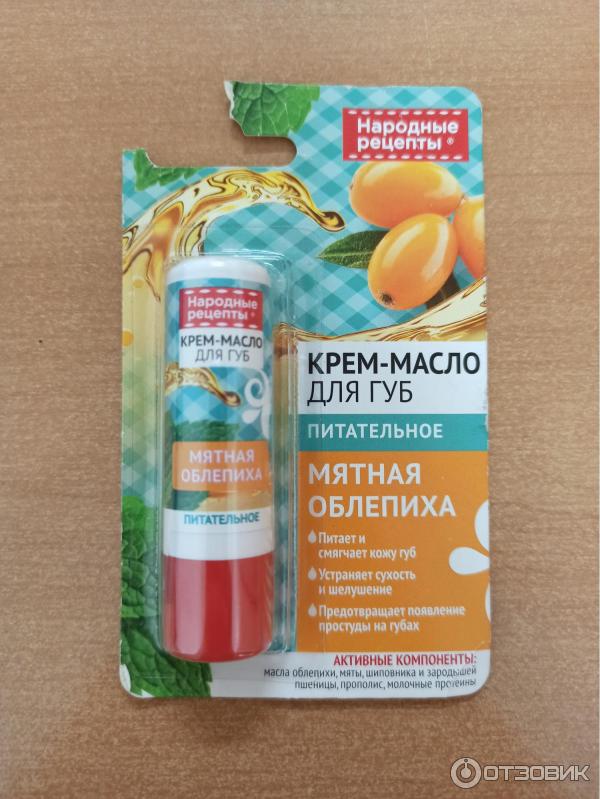 Народные
рецепты®
КРЕМ-МАСЛО
ДЛЯ ГУБ
ПИТАТЕЛЬНОЕ
МЯТНАЯ
ОБЛЕПИХА
Питает и
смягчает кожу губ
Устраняет сухость
и шелушение
Предотвращает появление
простуды на губах
АКТИВНЫЕ КОМПОНЕНТЫ:
масла облепихи, мяты, шиповника и зародышей
пшеницы, прополис, молочные протеины
Народные
рецепты®
КРЕМ-МАСЛО
ДЛЯ ГУБ
МЯТНАЯ
ОБЛЕПИХА
ПИТАТЕЛЬНОЕ
ОТЗОВИК